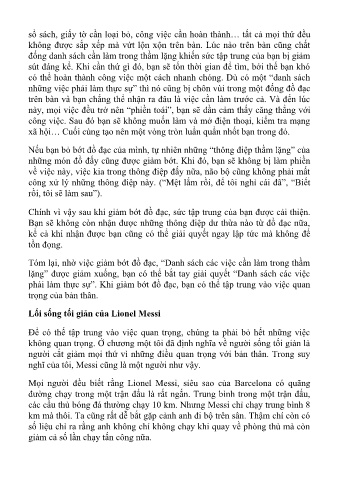 số sách, giấy tờ cần loại bỏ, công việc cần hoàn thành… tất cả mọi thứ đều
không được sắp xếp mà vứt lộn xộn trên bàn. Lúc nào trên bàn cũng chất
đống danh sách cần làm trong thầm lặng khiến sức tập trung của bạn bị giảm
sút đáng kể. Khi cần thứ gì đó, bạn sẽ tốn thời gian để tìm, bởi thế bạn khó
có thể hoàn thành công việc một cách nhanh chóng. Dù có một “danh sách
những việc phải làm thực sự” thì nó cũng bị chôn vùi trong một đống đồ đạc
trên bàn và bạn chẳng thể nhận ra đâu là việc cần làm trước cả. Và đến lúc
này, mọi việc đều trở nên “phiền toái”, bạn sẽ dần cảm thấy căng thẳng với
công việc. Sau đó bạn sẽ không muốn làm và mở điện thoại, kiểm tra mạng
xã hội… Cuối cùng tạo nên một vòng tròn luẩn quẩn nhốt bạn trong đó.
Nếu bạn bỏ bớt đồ đạc của mình, tự nhiên những “thông điệp thầm lặng” của
những món đồ đấy cũng được giảm bớt. Khi đó, bạn sẽ không bị làm phiền
về việc này, việc kia trong thông điệp đấy nữa, não bộ cũng không phải mất
công xử lý những thông điệp này. (“Mệt lắm rồi, để tôi nghỉ cái đã”, “Biết
rồi, tôi sẽ làm sau”).
Chính vì vậy sau khi giảm bớt đồ đạc, sức tập trung của bạn được cải thiện.
Bạn sẽ không còn nhận được những thông điệp dư thừa nào từ đồ đạc nữa,
kể cả khi nhận được bạn cũng có thể giải quyết ngay lập tức mà không để
tồn đọng.
Tóm lại, nhờ việc giảm bớt đồ đạc, “Danh sách các việc cần làm trong thầm
lặng” được giảm xuống, bạn có thể bắt tay giải quyết “Danh sách các việc
phải làm thực sự”. Khi giảm bớt đồ đạc, bạn có thể tập trung vào việc quan
trọng của bản thân.
Lối sống tối giản của Lionel Messi
Để có thể tập trung vào việc quan trọng, chúng ta phải bỏ hết những việc
không quan trọng. Ở chương một tôi đã định nghĩa về người sống tối giản là
người cắt giảm mọi thứ vì những điều quan trọng với bản thân. Trong suy
nghĩ của tôi, Messi cũng là một người như vậy.
Mọi người đều biết rằng Lionel Messi, siêu sao của Barcelona có quãng
đường chạy trong một trận đấu là rất ngắn. Trung bình trong một trận đấu,
các cầu thủ bóng đá thường chạy 10 km. Nhưng Messi chỉ chạy trung bình 8
km mà thôi. Ta cũng rất dễ bắt gặp cảnh anh đi bộ trên sân. Thậm chí còn có
số liệu chỉ ra rằng anh không chỉ không chạy khi quay về phòng thủ mà còn
giảm cả số lần chạy tấn công nữa.